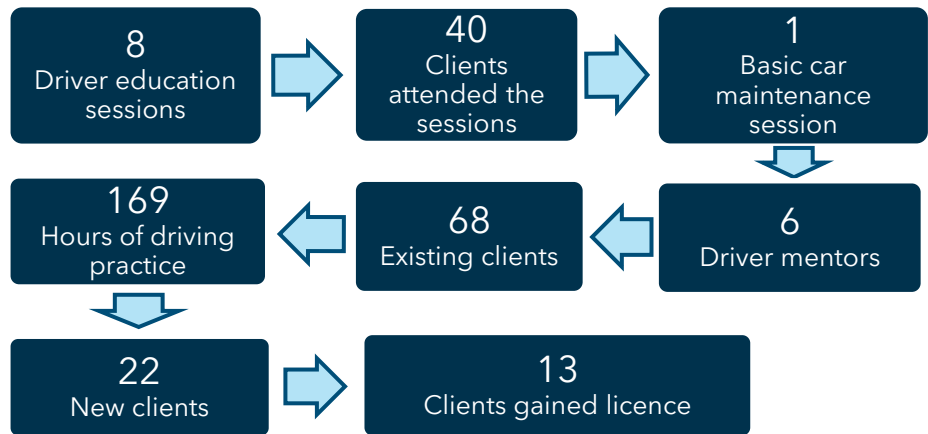 8
Driver education
sessions
40
Clients
attended the
sessions
1
Basic car
maintenance
session
6
Driver mentors
68
Existing clients
169
Hours of driving
practice
22
New clients
13
Clients gained licence